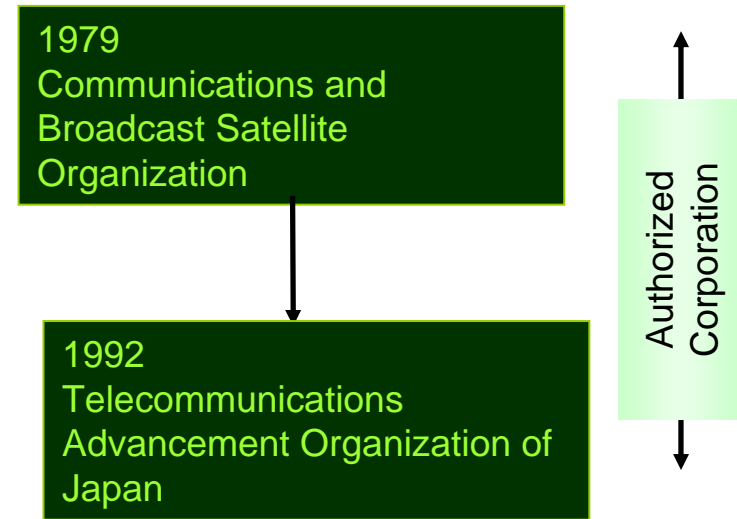 1979
Communications and
Broadcast Satellite
Organization
1992
Telecommunications
Advancement Organization of
Japan
Authorized
Corporation